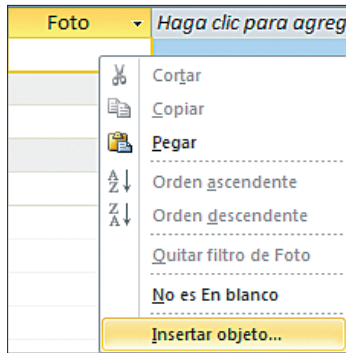 Foto Haga clic para agreg
Cortar
Copiar
Pegar
Orden ascendente
Orden descendente
Quitar filtro de Foto
No es En blanco
Insertar objeto...